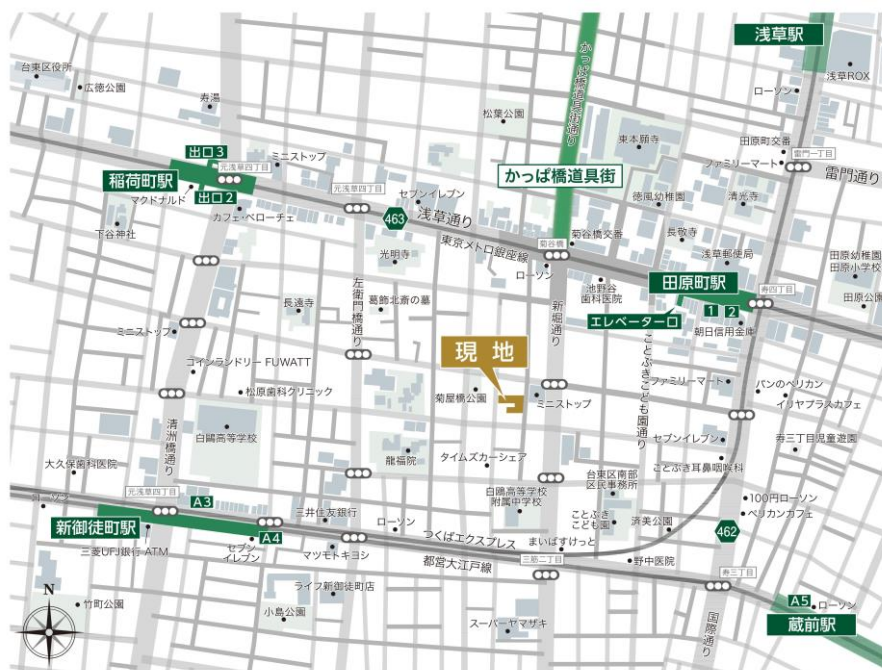 浅草駅
台東区役所
広徳公園
浅草ROX
ローソン
寿湯
かっぱ橋道具街通り
松葉公園
東本願寺
田原町交番
雷門一丁目
ファミリーマート
雷門通り
出口3
元浅草四丁目
ミニストップ
稲荷町駅
マクドナルド
出口2
元浅草四丁目
セブンイレブン
かっぱ橋道具街
徳風幼稚園
清光寺
カフェ・ベローチェ
463
浅草通り
下谷神社
東京メトロ銀座線
菊谷橋
菊谷橋交番
長敬寺
浅草郵便局
光明寺
ローソン
池野谷
歯科医院
田原町駅
寿四丁目
田原幼稚園
田原小学校
田原公園
左衛門橋通り
葛飾北斎の墓
新堀通り
1
2
エレベーター口
朝日信用金庫
長遠寺
ミニストップ
現地
ことぶきこども園通り
コインランドリー FUWATT
ファミリーマート
パンのペリカン
松原歯科クリニック
菊屋橋公園
ミニストップ
イリヤプラスカフェ
清洲橋通り
白鷗高等学校
セブンイレブン
寿三丁目児童遊園
龍福院
タイムズカーシェア
ことぶき耳鼻咽喉科
大久保歯科医院
台東区南部
区民事務所
元浅草四丁目
A3
白鷗高等学校
附属中学校
100円ローソン
ローソン
三井住友銀行
ローソン
ことぶき
こども園
済美公園
ペリカンカフェ
新御徒町駅
A4
つくばエクスプレス
まいばすけっと
462
三菱UFJ銀行 ATM
セブン
イレブン
マツモトキヨシ
都営大江戸線
三筋二丁目
野中医院
寿三丁目
ライフ新御徒町店
竹町公園
小島公園
スーパーヤマザキ
国際通り
A5
ローソン
蔵前駅
N